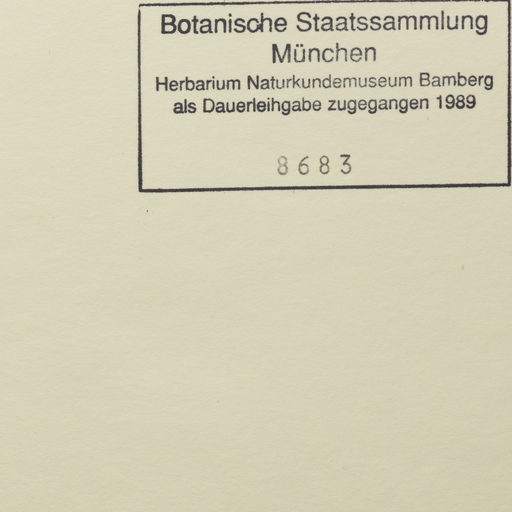 Botanische Staatssammlung
München
Herbarium Naturkundemuseum Bamberg
als Dauerleihgabe zugegangen 1989
8683